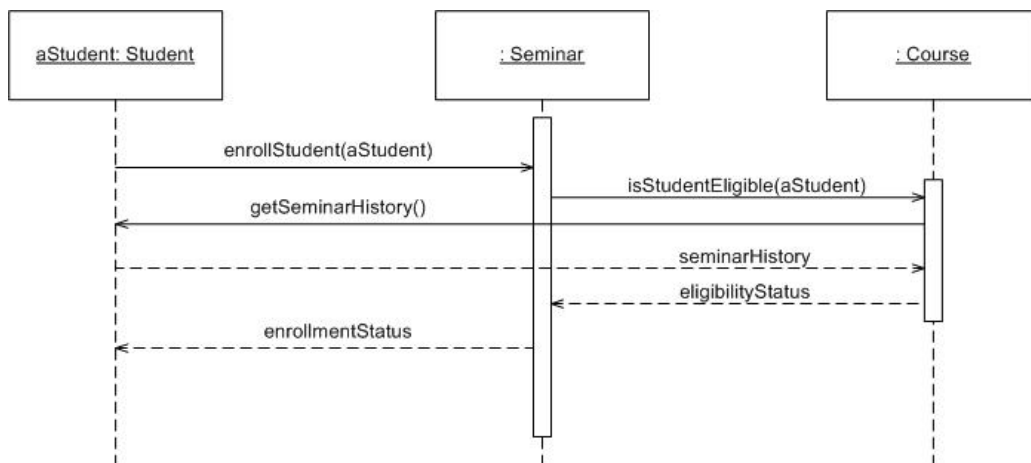 aStudent: Student
: Seminar
: Course
enrollStudent(aStudent)
isStudentEligible(aStudent)
getSeminarHistory()
seminarHistory
eligibilityStatus
enrollmentStatus